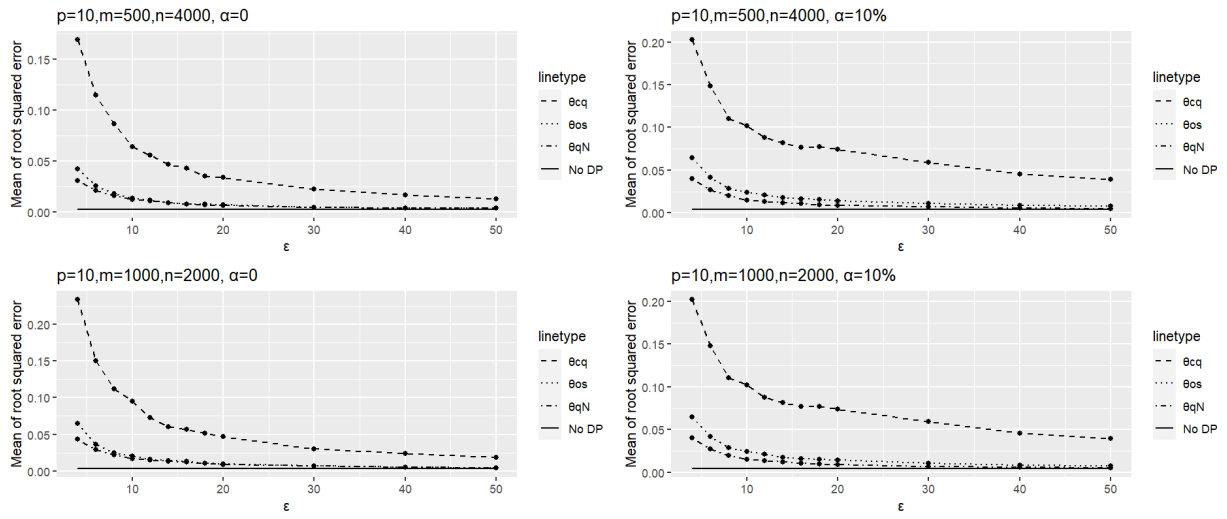 p=10,m=500,n=4000, α=0
Mean of root squared error
0.15
0.10
0.05
0.00
10
20
30
40
50
ε
linetype
θcq
θos
θqN
No DP
p=10,m=500,n=4000, α=10%
Mean of root squared error
0.20
0.15
0.10
0.05
0.00
10
20
30
40
50
ε
linetype
θcq
θos
θqN
No DP
p=10,m=1000,n=2000, α=0
Mean of root squared error
0.20
0.15
0.10
0.05
0.00
10
20
30
40
50
ε
linetype
θcq
θos
θqN
No DP
p=10,m=1000,n=2000, α=10%
Mean of root squared error
0.20
0.15
0.10
0.05
0.00
10
20
30
40
50
ε
linetype
θcq
θos
θqN
No DP